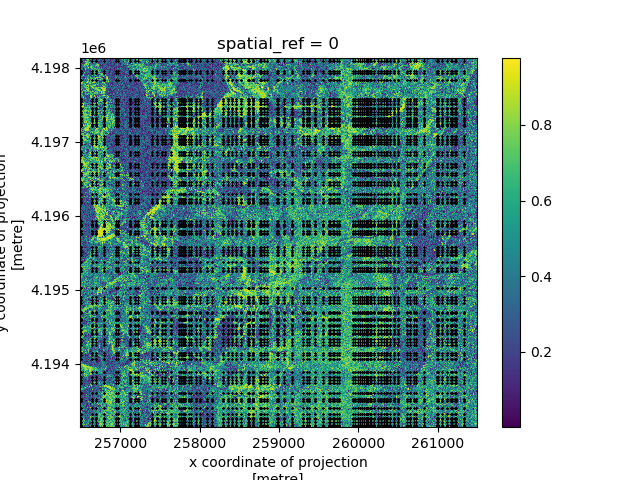 spatial_ref = 0
1e6
4.198
4.197
4.196
4.195
4.194
y coordinate of projection
[metre]
257000 258000 259000 260000 261000
x coordinate of projection
[metre]
0.8
0.6
0.4
0.2